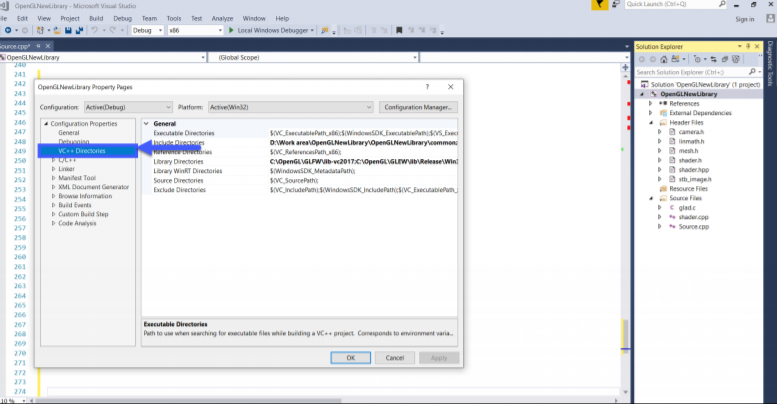 OpenGLNewLibrary - Microsoft Visual Studio
Quick Launch (Ctrl+Q)
File Edit View Project Build Debug Team Tools Test Analyze Window Help
Sign in
Debug x86 Local Windows Debugger
Source.cpp*
OpenGLNewLibrary (Global Scope)
240
241
242
243
244
245
246
247
248
249
250
251
252
253
254
255
256
257
258
259
260
261
262
263
264
265
266
267
268
269
270
271
272
273
274
10 %
OpenGLNewLibrary Property Pages ?
Configuration: Active(Debug) Platform: Active(Win32) Configuration Manager...
Configuration Properties
General
Debugging
VC++ Directories
C/C++
Linker
Manifest Tool
XML Document Generator
Browse Information
Build Events
Custom Build Step
Code Analysis
General
Executable Directories $(VC_ExecutablePath_x86);$(WindowsSDK_ExecutablePath);$(VS_Exec
Include Directories D:\Work area\OpenGLNewLibrary\OpenGLNewLibrary\common;
Reference Directories $(VC_ReferencesPath_x86);
Library Directories C:\OpenGL\GLFW\lib-vc2017;C:\OpenGL\GLEW\lib\Release\Win
Library WinRT Directories $(WindowsSDK_MetadataPath);
Source Directories $(VC_SourcePath);
Exclude Directories $(VC_IncludePath);$(WindowsSDK_IncludePath);$(VC_ExecutablePath_
Executable Directories
Path to use when searching for executable files while building a VC++ project. Corresponds to environment varia...
OK Cancel Apply
Solution Explorer
Search Solution Explorer (Ctrl+;)
Solution 'OpenGLNewLibrary' (1 project)
OpenGLNewLibrary
References
External Dependencies
Header Files
camera.h
linmath.h
mesh.h
shader.h
shader.hpp
stb_image.h
Resource Files
Source Files
glad.c
shader.cpp
Source.cpp
Diagnostic Tools